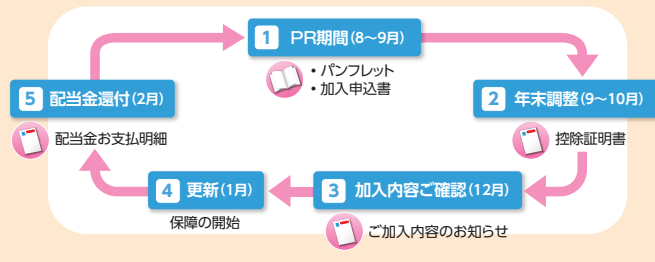 1 PR期間(8〜9月)
・パンフレット
・加入申込書
2 年末調整(9〜10月)
控除証明書
3 加入内容ご確認(12月)
ご加入内容のお知らせ
4 更新(1月)
保障の開始
5 配当金還付(2月)
配当金お支払明細